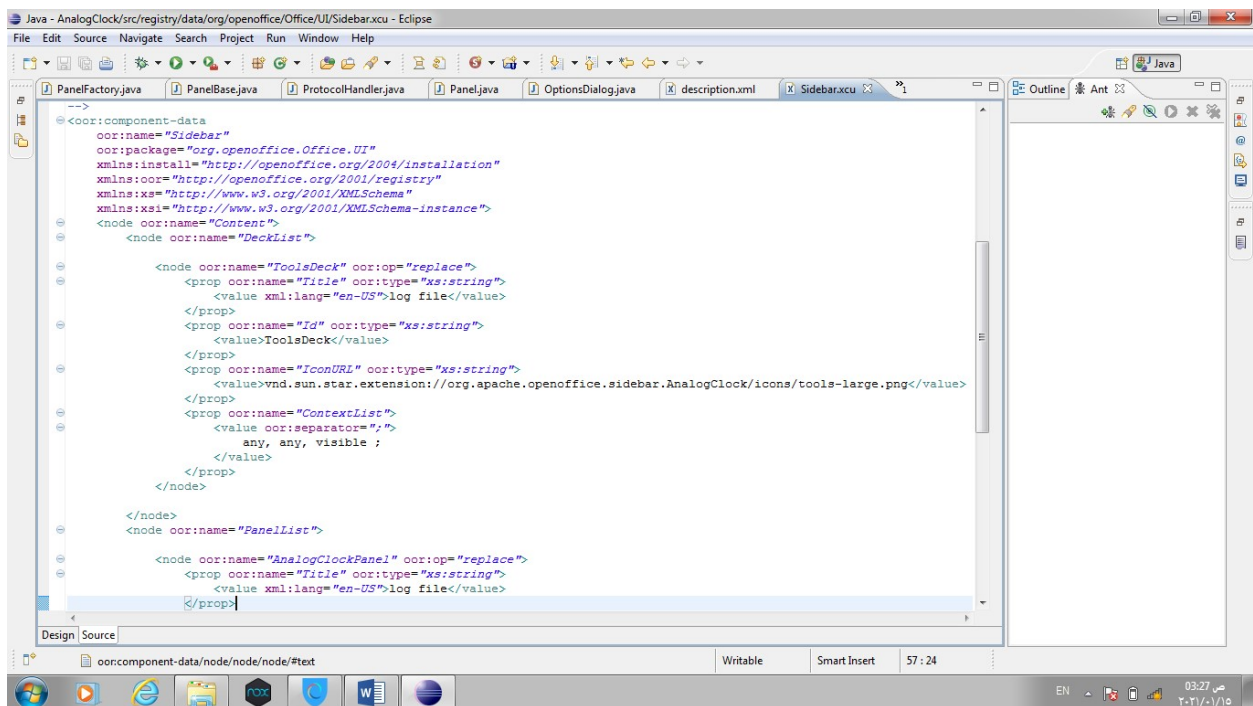 Java - AnalogClock/src/registry/data/org/openoffice/Office/UI/Sidebar.xcu - Eclipse
File Edit Source Navigate Search Project Run Window Help
Java
PanelFactory.java PanelBase.java ProtocolHandler.java Panel.java OptionsDialog.java description.xml Sidebar.xcu »1 Outline Ant
-->
<oor:component-data
oor:name="Sidebar"
oor:package="org.openoffice.Office.UI"
xmlns:install="http://openoffice.org/2004/installation"
xmlns:oor="http://openoffice.org/2001/registry"
xmlns:xs="http://www.w3.org/2001/XMLSchema"
xmlns:xsi="http://www.w3.org/2001/XMLSchema-instance">
<node oor:name="Content">
<node oor:name="DeckList">
<node oor:name="ToolsDeck" oor:op="replace">
<prop oor:name="Title" oor:type="xs:string">
<value xml:lang="en-US">log file</value>
</prop>
<prop oor:name="Id" oor:type="xs:string">
<value>ToolsDeck</value>
</prop>
<prop oor:name="IconURL" oor:type="xs:string">
<value>vnd.sun.star.extension://org.apache.openoffice.sidebar.AnalogClock/icons/tools-large.png</value>
</prop>
<prop oor:name="ContextList">
<value oor:separator=";">
any, any, visible ;
</value>
</prop>
</node>
</node>
<node oor:name="PanelList">
<node oor:name="AnalogClockPanel" oor:op="replace">
<prop oor:name="Title" oor:type="xs:string">
<value xml:lang="en-US">log file</value>
</prop>
Design Source
oor:component-data/node/node/node/#text Writable Smart Insert 57 : 24
nox W EN 03:27 ص
٢٠٢١/٠١/١٥